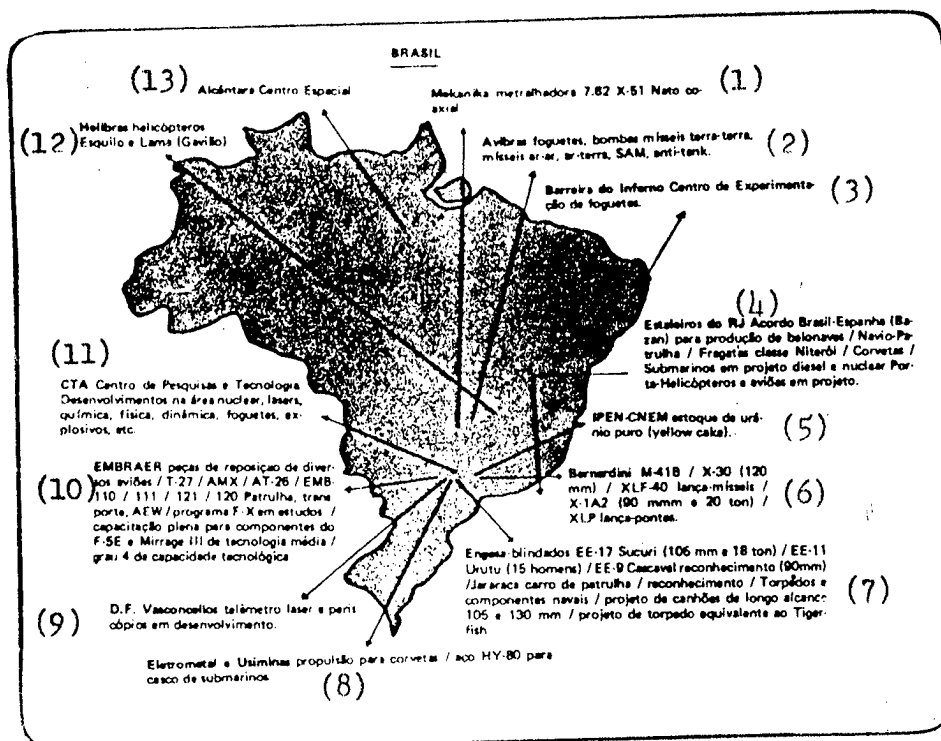 BRASIL
(13) Alcântara Centro Espacial
Mekanika metralhadora 7.62 X-51 Nato co-
axial
(1)
(12) Helibras helicópteros
Esquilo e Lama (Gavião)
Avibras foguetes, bombas mísseis terra-terra,
mísseis ar-ar, ar-terra, SAM, anti-tank.
(2)
Barreira do Inferno Centro de Experimenta-
ção de foguetes.
(3)
(4)
Estaleiros do RJ Acordo Brasil-Espanha (Ba-
zan) para produção de belonaves / Navio-Pa-
trulha / Fragatas classe Niterói / Corvetas /
Submarinos em projeto diesel e nuclear Por-
ta-Helicópteros e aviões em projeto.
(11)
CTA Centro de Pesquisas e Tecnologia
Desenvolvimentos na área nuclear, lasers,
química, física, dinâmica, foguetes, ex-
plosivos, etc.
IPEN-CNEM estoque de urâ-
nio puro (yellow cake).
(5)
(10)
EMBRAER peças de reposição de diver-
sos aviões / T-27 / AMX / AT-26 / EMB-
110 / 111 / 121 / 120 Patrulha, trans
porte, AEW / programa F-X em estudos /
capacitação plena para componentes do
F-5E e Mirrage III de tecnologia média /
grau 4 da capacidade tecnológica
Bernardini M-41B / X-30 (120
mm) / XLF-40 lança-mísseis /
X-1A2 (90 mmm e 20 ton) /
XLP lança-pontes.
(6)
Engesa-blindados EE-17 Sucuri (106 mm e 18 ton) / EE-11
Urutu (15 homens) / EE-9 Cascavel reconhecimento (90mm)
/Jararaca carro de patrulha / reconhecimento / Torpedos e
componentes navais / projeto de canhões de longo alcance
105 e 130 mm / projeto de torpedo equivalente ao Tiger-
fish
(7)
(9)
D.F. Vasconcellos telâmetro laser e peris
cópios em desenvolvimento.
Eletrometal e Usiminas propulsão para corvetas / aço HY-80 para
casco de submarinos
(8)